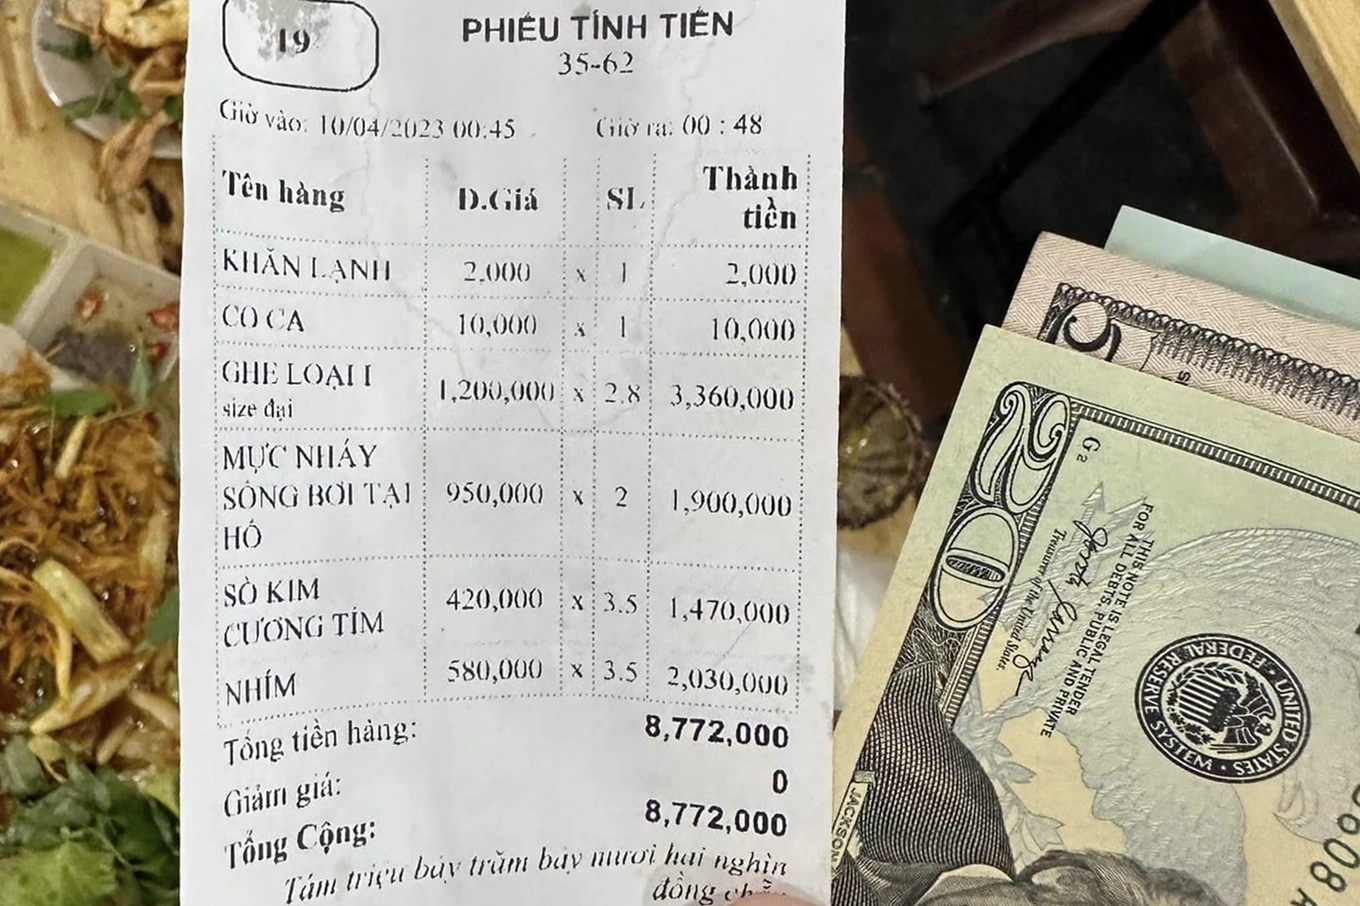 19
PHIẾU TÍNH TIỀN
35-62
Giờ vào: 10/04/2023 00:45 Giờ ra: 00 : 48
Tên hàng Đ.Giá SL Thành
tiền
KHĂN LẠNH 2,000 x 1 2,000
CO CA 10,000 x 1 10,000
GHE LOẠI I
size đại 1,200,000 x 2.8 3,360,000
MỰC NHÁY
SÔNG BƠI TẠI 950,000 x 2 1,900,000
HÔ
SÒ KIM 420,000 x 3.5 1,470,000
CƯƠNG TÍM
NHÍM 580,000 x 3.5 2,030,000
Tổng tiền hàng: 8,772,000
Giảm giá: 0
Tổng Cộng: 8,772,000
Tám triệu bảy trăm bảy mươi hai nghìn
đồng
5
20
G2
THIS NOTE IS LEGAL TENDER
FOR ALL DEBTS, PUBLIC AND PRIVATE
Treasurer of the United States.
UNITED STATES FEDERAL RESERVE SYSTEM
JACKSON